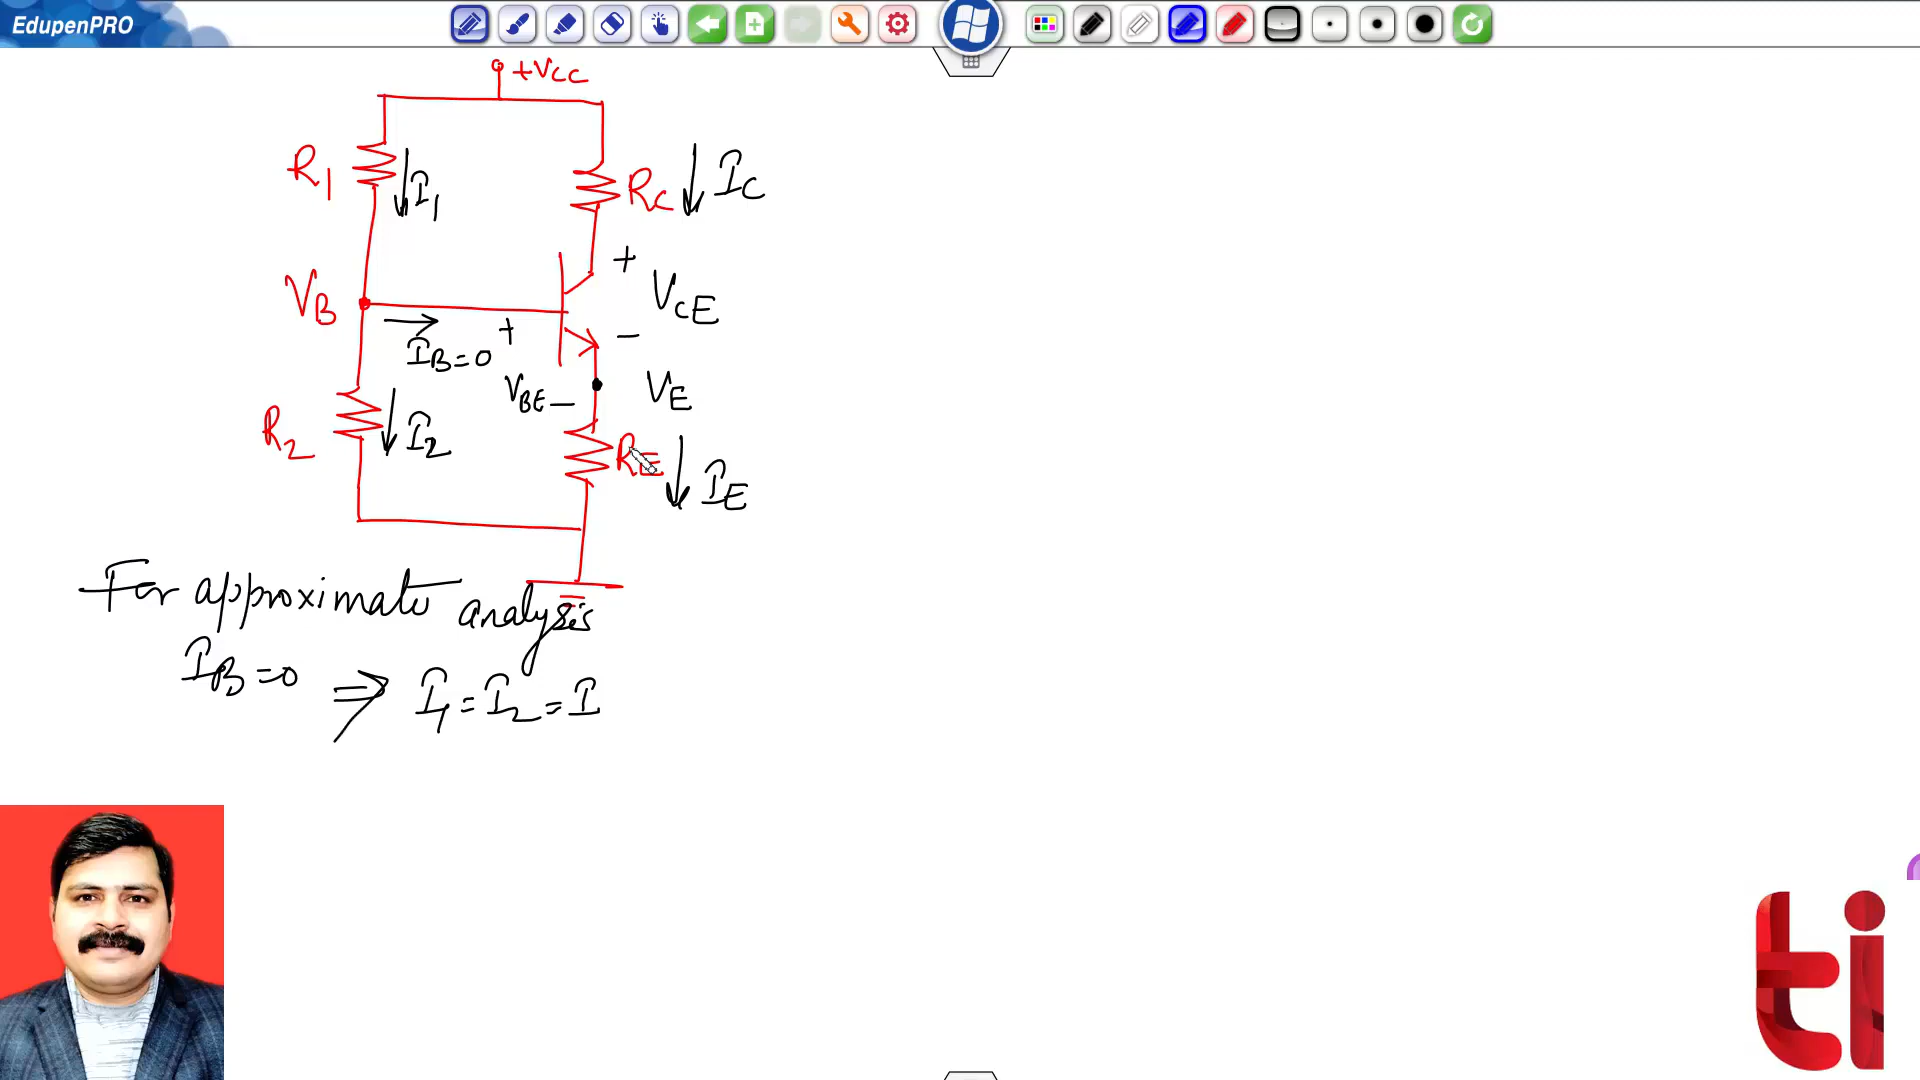 EdupenPRO
+VCC
R1
I1
RC
IC
VB
+
VCE
IB=0
+
-
VBE -
VE
R2
I2
RE
IE
For approximate analysis
IB=0 ⇒ I1=I2=I
ti